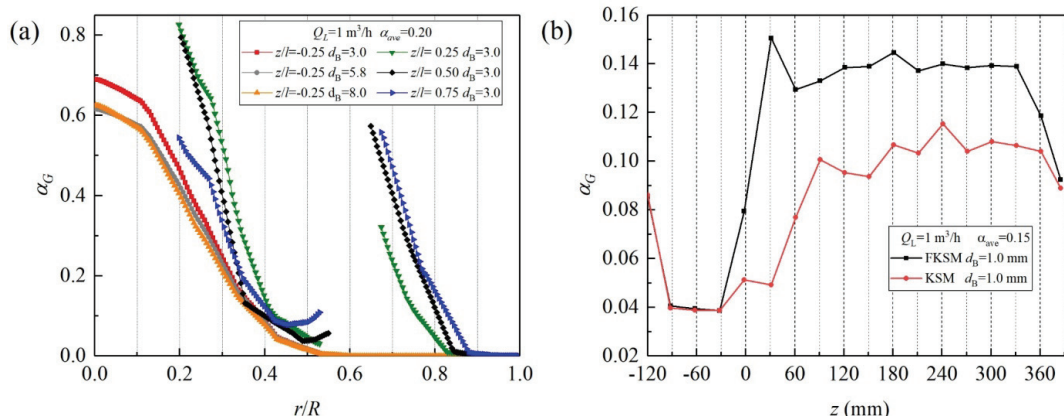 (a)
Q_L=1 m³/h α_ave=0.20
z/l=-0.25 d_B=3.0 z/l= 0.25 d_B=3.0
z/l=-0.25 d_B=5.8 z/l= 0.50 d_B=3.0
z/l=-0.25 d_B=8.0 z/l= 0.75 d_B=3.0
0.8
0.6
0.4
0.2
0.0
α_G
0.0 0.2 0.4 0.6 0.8 1.0
r/R
(b)
0.16
0.14
0.12
0.10
0.08
0.06
0.04
0.02
α_G
Q_L=1 m³/h α_ave=0.15
FKSM d_B=1.0 mm
KSM d_B=1.0 mm
-120 -60 0 60 120 180 240 300 360
z (mm)